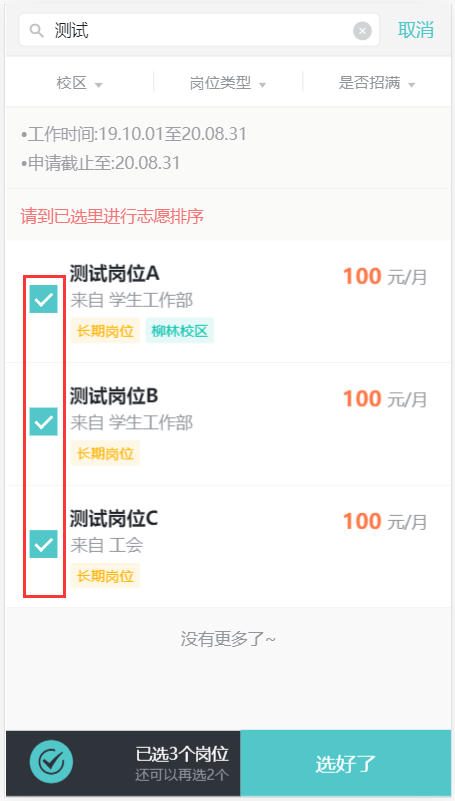 测试
取消
校区
岗位类型
是否招满
•工作时间:19.10.01至20.08.31
•申请截止至:20.08.31
请到已选里进行志愿排序
测试岗位A
100 元/月
来自 学生工作部
长期岗位 柳林校区
测试岗位B
100 元/月
来自 学生工作部
长期岗位
测试岗位C
100 元/月
来自 工会
长期岗位
没有更多了~
已选3个岗位
还可以再选2个
选好了